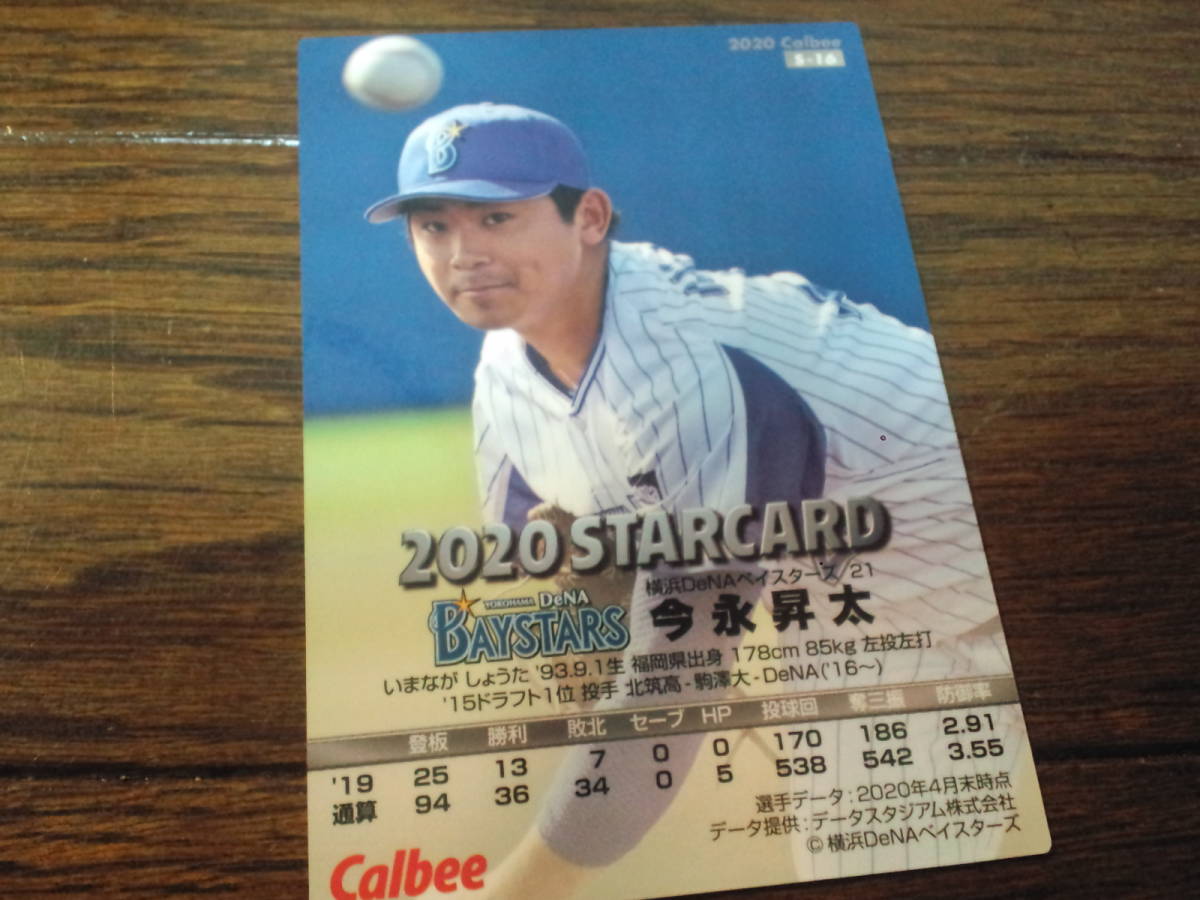 2020 Calbee
S-16
B
2020 STARCARD
横浜DeNAベイスターズ/21
YOKOHAMA DeNA
BAYSTARS
今永昇太
いまなが しょうた '93.9.1生 福岡県出身 178cm 85kg 左投左打
'15ドラフト1位 投手 北筑高-駒澤大-DeNA('16~)
登板 勝利 敗北 セーブ HP 投球回 奪三振 防御率
'19 25 13 7 0 0 170 186 2.91
通算 94 36 34 0 5 538 542 3.55
選手データ:2020年4月末時点
データ提供:データスタジアム株式会社
© 横浜DeNAベイスターズ
Calbee